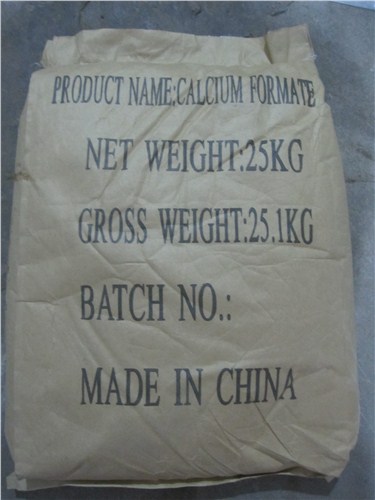 PRODUCT NAME:CALCIUM FORMATE
NET WEIGHT:25KG
GROSS WEIGHT:25.1KG
BATCH NO.:
MADE IN CHINA